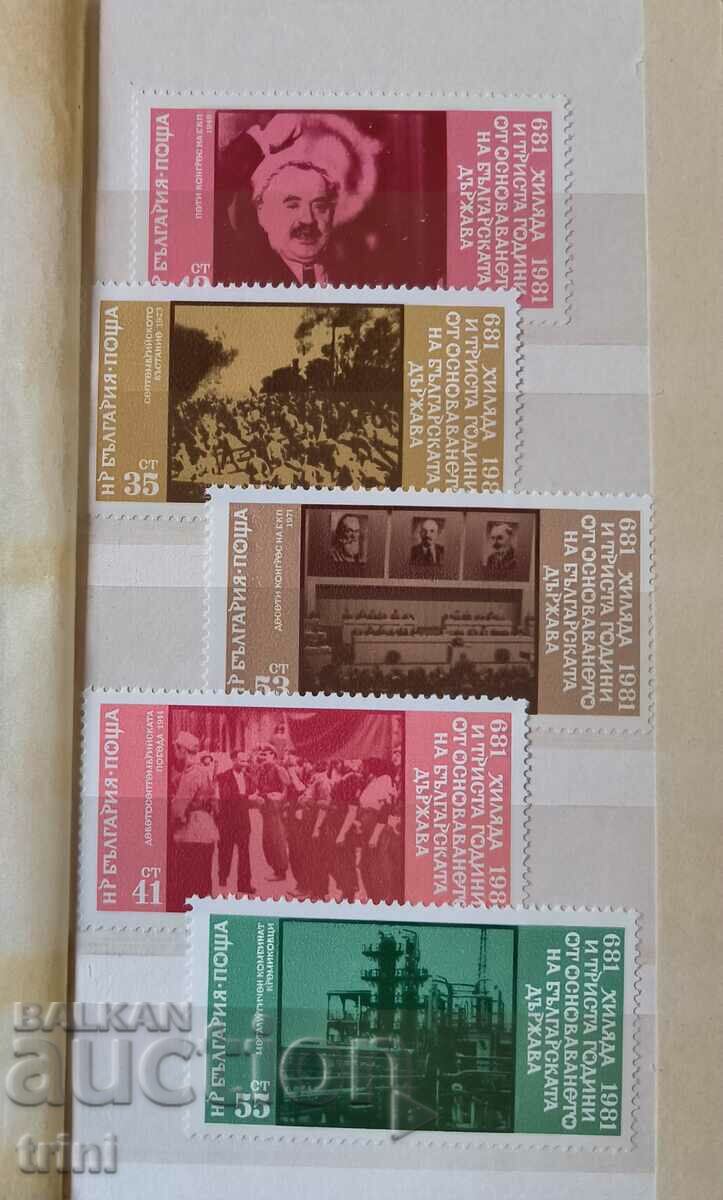 НР БЪЛГАРИЯ·ПОЩА
ПЕТИ КОНГРЕС НА БКП
1948
СТ
681 ХИЛЯДА 1981
И ТРИСТА ГОДИНИ
ОТ ОСНОВАВАНЕТО
НА БЪЛГАРСКАТА
ДЪРЖАВА
НР БЪЛГАРИЯ·ПОЩА
СЕПТЕМВРИЙСКОТО
ВЪСТАНИЕ 1923
СТ
35
681 ХИЛЯДА 1981
И ТРИСТА ГОДИНИ
ОТ ОСНОВАВАНЕТО
НА БЪЛГАРСКАТА
ДЪРЖАВА
НР БЪЛГАРИЯ·ПОЩА
ДЕСЕТИ КОНГРЕС НА БКП
1971
СТ
53
681 ХИЛЯДА 1981
И ТРИСТА ГОДИНИ
ОТ ОСНОВАВАНЕТО
НА БЪЛГАРСКАТА
ДЪРЖАВА
НР БЪЛГАРИЯ·ПОЩА
ДЕВЕТОСЕПТЕМВРИЙСКАТА
ПОБЕДА 1944
СТ
41
681 ХИЛЯДА 1981
И ТРИСТА ГОДИНИ
ОТ ОСНОВАВАНЕТО
НА БЪЛГАРСКАТА
ДЪРЖАВА
НР БЪЛГАРИЯ·ПОЩА
МЕТАЛУРГИЧЕН КОМБИНАТ
КРЕМИКОВЦИ
СТ
55
681 ХИЛЯДА 1981
И ТРИСТА ГОДИНИ
ОТ ОСНОВАВАНЕТО
НА БЪЛГАРСКАТА
ДЪРЖАВА
BALKAN
auction
trini